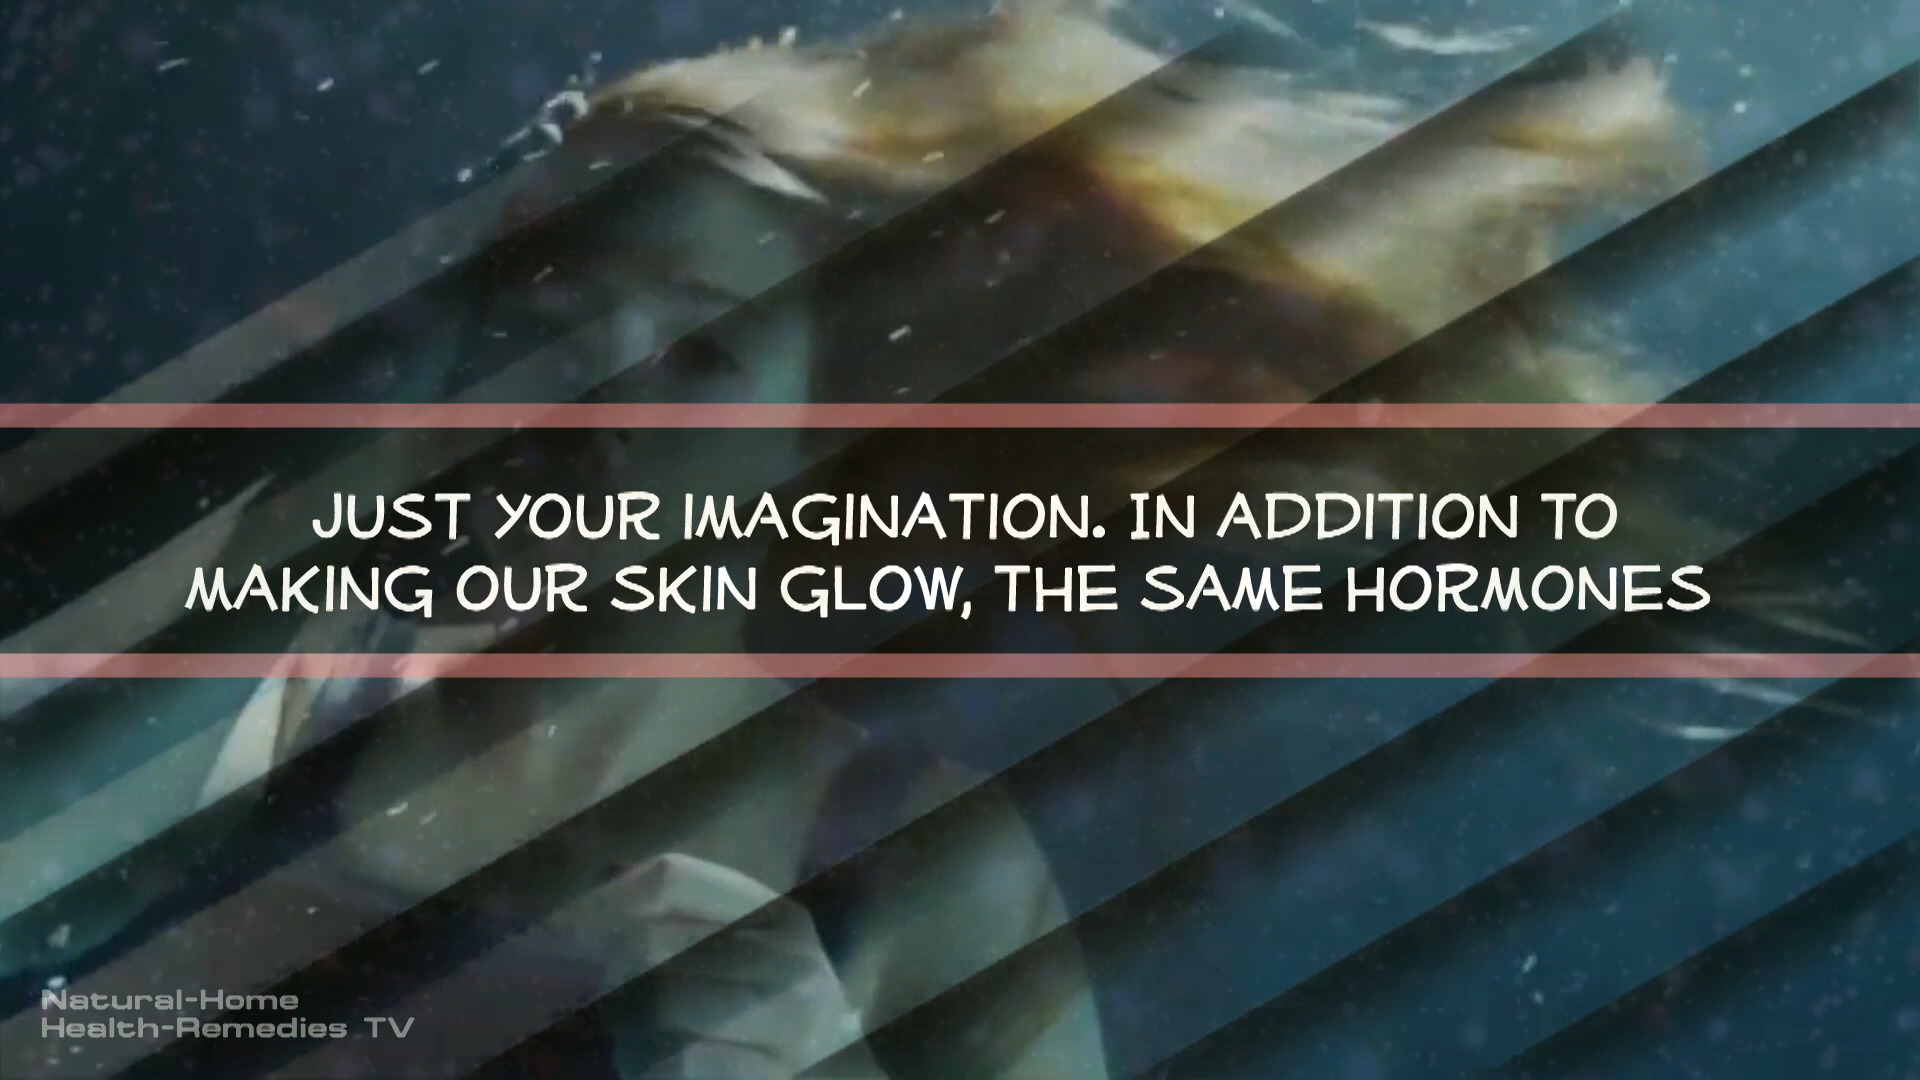 JUST YOUR IMAGINATION. IN ADDITION TO
MAKING OUR SKIN GLOW, THE SAME HORMONES
Natural-Home
Health-Remedies TV